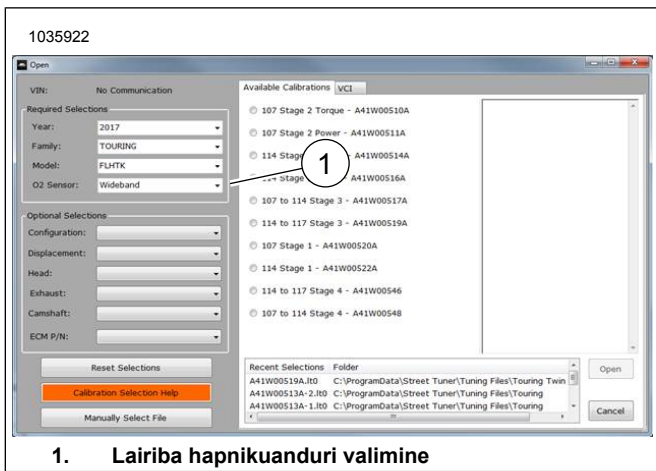 1035922
Open
VIN: No Communication
Required Selections
Year: 2017
Family: TOURING
Model: FLHTK
O2 Sensor: Wideband
Optional Selections
Configuration:
Displacement:
Head:
Exhaust:
Camshaft:
ECM P/N:
Reset Selections
Calibration Selection Help
Manually Select File
Available Calibrations VCI
107 Stage 2 Torque - A41W00510A
107 Stage 2 Power - A41W00511A
114 Stage A41W00514A
Stage A41W00516A
107 to 114 Stage 3 - A41W00517A
114 to 117 Stage 3 - A41W00519A
107 Stage 1 - A41W00520A
114 Stage 1 - A41W00522A
114 to 117 Stage 4 - A41W00546
107 to 114 Stage 4 - A41W00548
1
Recent Selections Folder
A41W00519A.lt0 C:\ProgramData\Street Tuner\Tuning Files\Touring Twin
A41W00513A-2.lt0 C:\ProgramData\Street Tuner\Tuning Files\Touring
A41W00513A-1.lt0 C:\ProgramData\Street Tuner\Tuning Files\Touring
Open
Cancel
1. Lairiba hapnikuanduri valimine